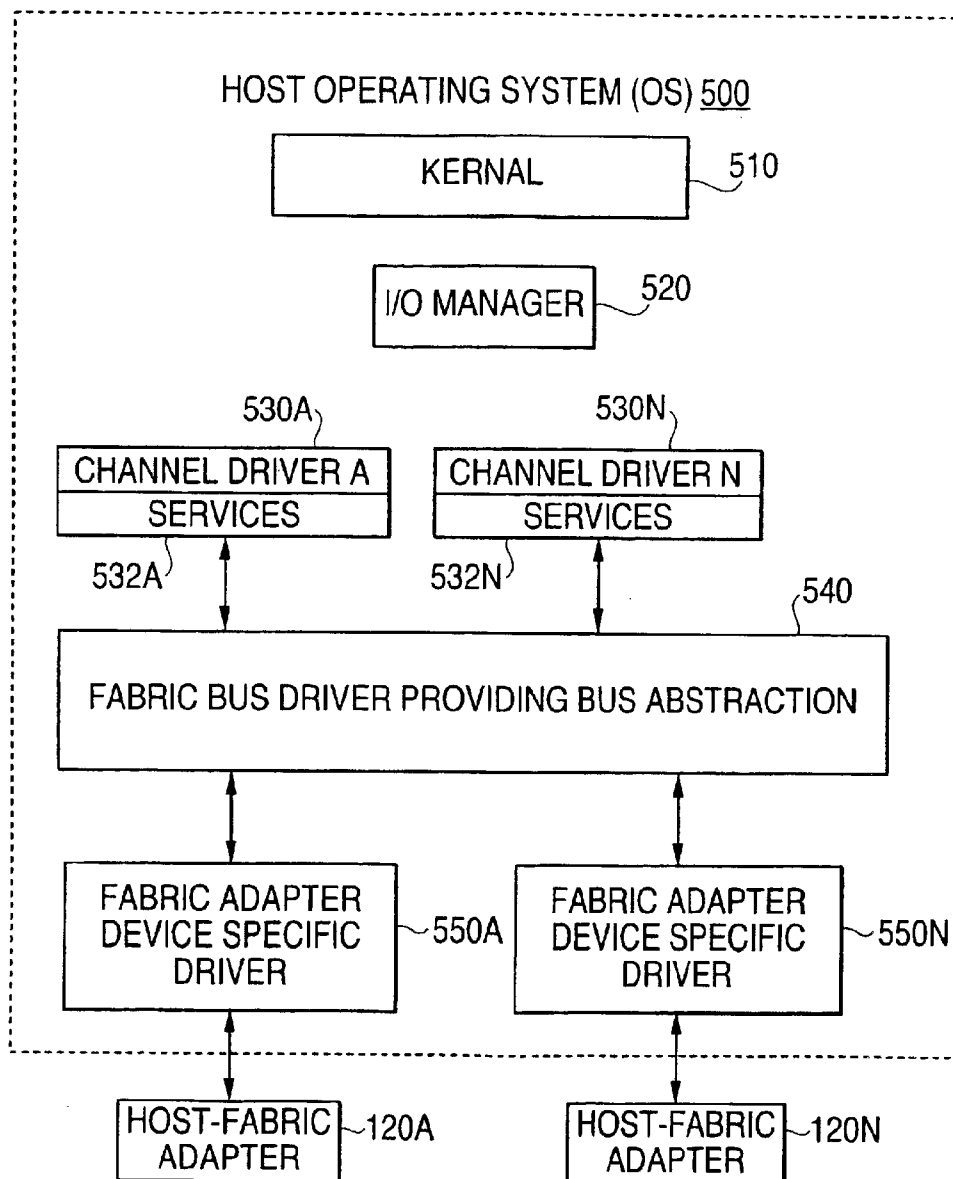 HOST OPERATING SYSTEM (OS) 500
KERNAL
510
I/O MANAGER
520
530A
530N
CHANNEL DRIVER A
SERVICES
CHANNEL DRIVER N
SERVICES
532A
532N
540
FABRIC BUS DRIVER PROVIDING BUS ABSTRACTION
FABRIC ADAPTER
DEVICE SPECIFIC
DRIVER
550A
FABRIC ADAPTER
DEVICE SPECIFIC
DRIVER
550N
HOST-FABRIC
ADAPTER
120A
HOST-FABRIC
ADAPTER
120N